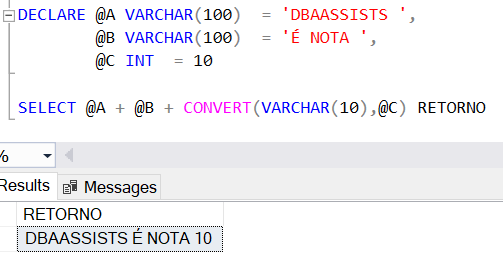 DECLARE @A VARCHAR(100)  = 'DBAASSISTS ',
@B VARCHAR(100)  = 'É NOTA ',
@C INT  = 10
SELECT @A + @B + CONVERT(VARCHAR(10),@C) RETORNO
%
Results Messages
RETORNO
DBAASSISTS É NOTA 10